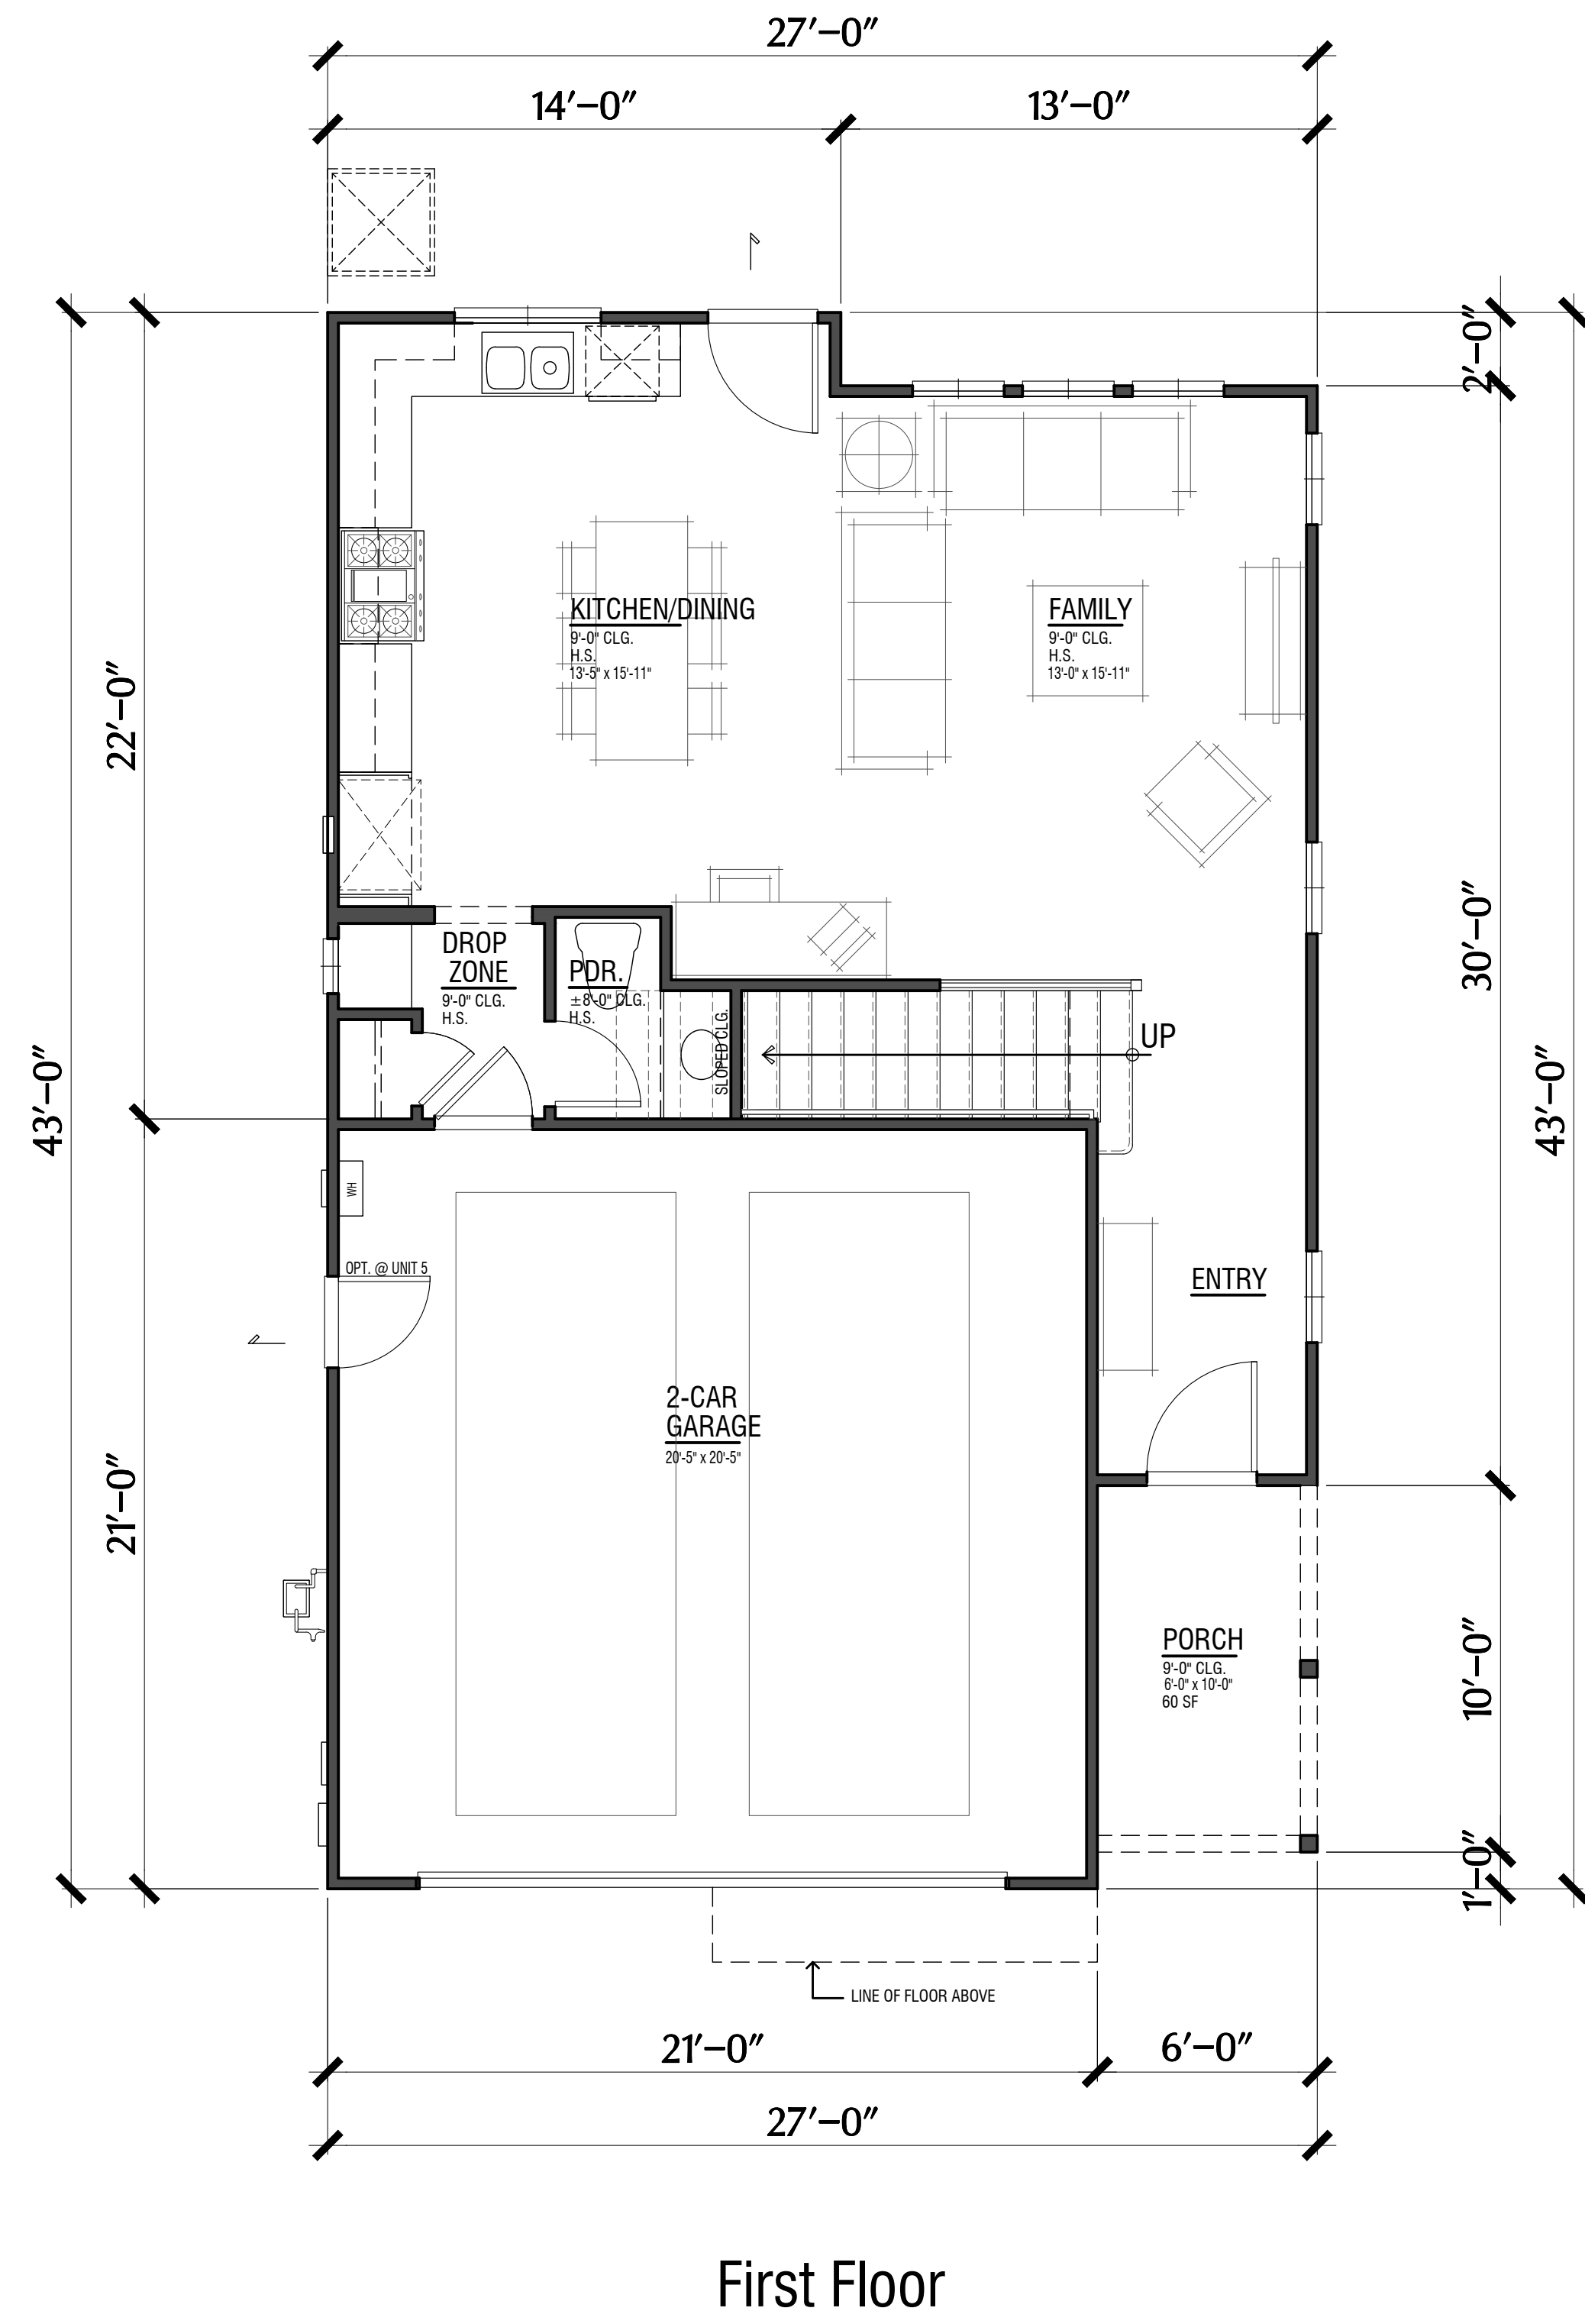 27′–0″
14′–0″
13′–0″
2′–0″
KITCHEN/DINING
9'-0" CLG.
H.S.
13'-5" x 15'-11"
FAMILY
9'-0" CLG.
H.S.
13'-0" x 15'-11"
22′–0″
30′–0″
43′–0″
43′–0″
DROP
ZONE
9'-0" CLG.
H.S.
PDR.
±8'-0" CLG.
H.S.
SLOPED CLG.
UP
WH
OPT. @ UNIT 5
ENTRY
2-CAR
GARAGE
20'-5" x 20'-5"
21′–0″
PORCH
9'-0" CLG.
6'-0" x 10'-0"
60 SF
10′–0″
1′–0″
LINE OF FLOOR ABOVE
21′–0″
6′–0″
27′–0″
First Floor